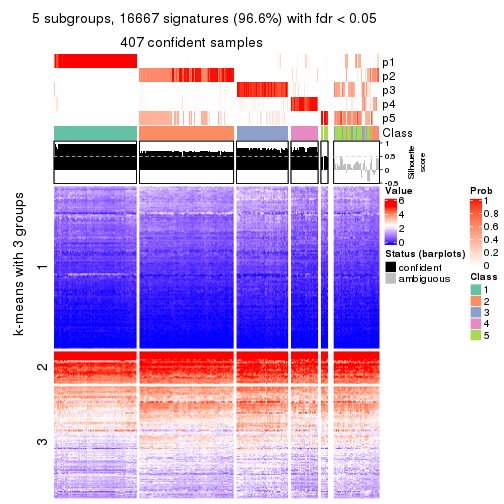 5 subgroups, 16667 signatures (96.6%) with fdr < 0.05
407 confident samples
p1
p2
p3
p4
p5
Class
1
0.5
0
-0.5
Silhouette
score
k-means with 3 groups
1
2
3
Value
6
4
2
0
Status (barplots)
confident
ambiguous
Prob
1
0.8
0.6
0.4
0.2
0
Class
1
2
3
4
5